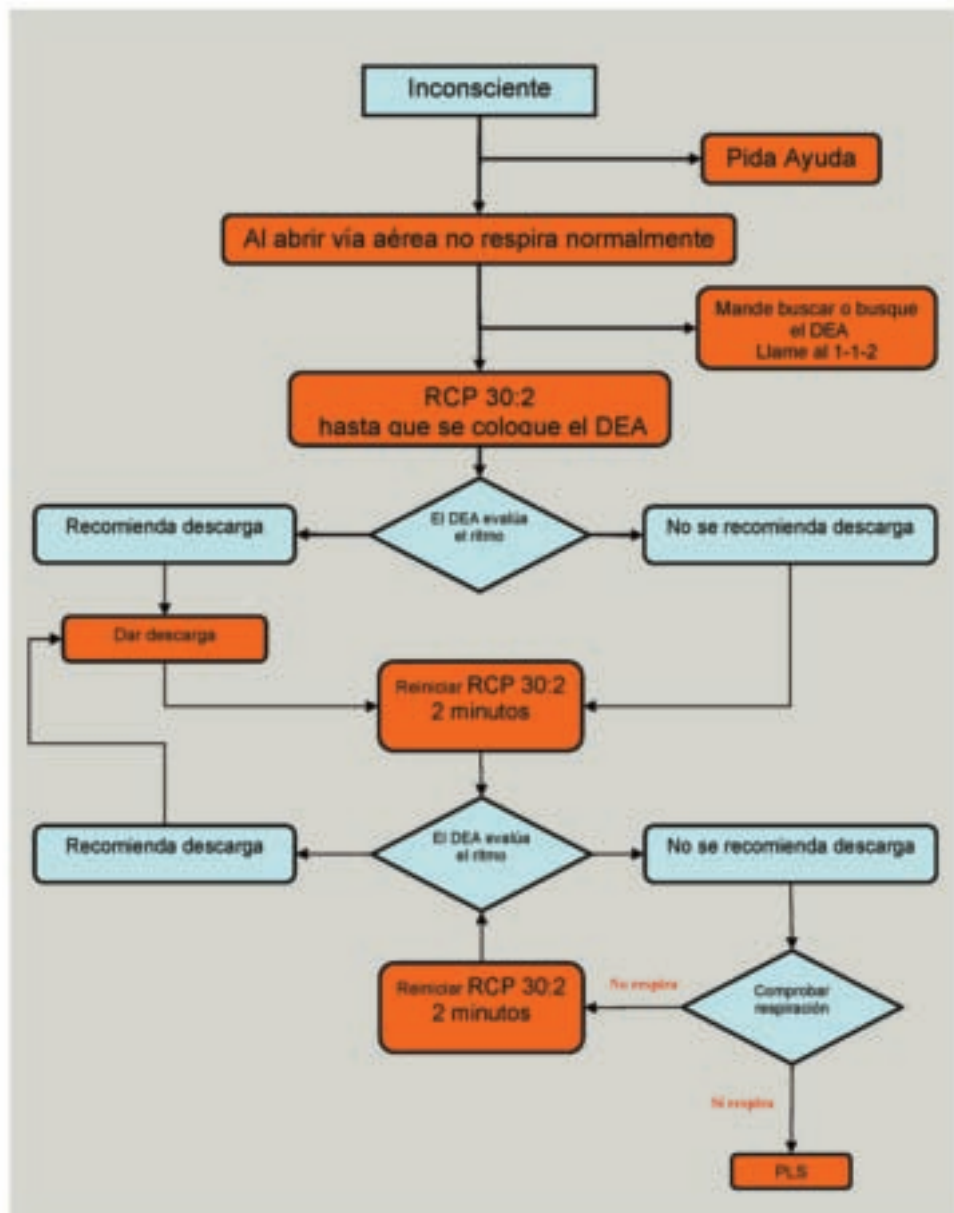 Inconsciente
Pida Ayuda
Al abrir vía aérea no respira normalmente
Mande buscar o busque
el DEA
Llame al 1-1-2
RCP 30:2
hasta que se coloque el DEA
El DEA evalúa
el ritmo
Recomienda descarga
No se recomienda descarga
Dar descarga
Reiniciar RCP 30:2
2 minutos
El DEA evalúa
el ritmo
Recomienda descarga
No se recomienda descarga
Reiniciar RCP 30:2
2 minutos
No respira
Comprobar
respiración
Sí respira
PLS